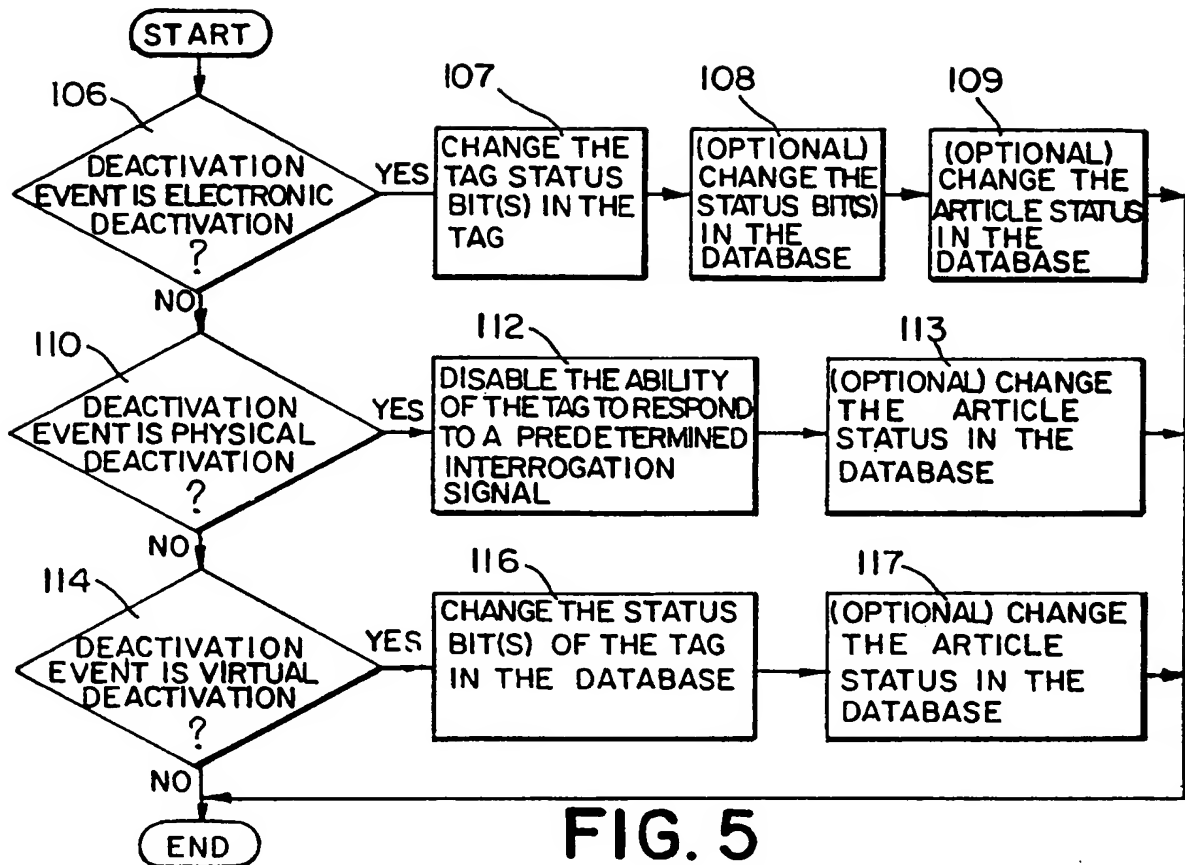 START
106
DEACTIVATION
EVENT IS ELECTRONIC
DEACTIVATION
?
YES
NO
107
CHANGE THE
TAG STATUS
BIT(S) IN THE
TAG
108
(OPTIONAL)
CHANGE THE
STATUS BIT(S)
IN THE
DATABASE
109
(OPTIONAL)
CHANGE THE
ARTICLE STATUS
IN THE
DATABASE
110
DEACTIVATION
EVENT IS PHYSICAL
DEACTIVATION
?
YES
NO
112
DISABLE THE ABILITY
OF THE TAG TO RESPOND
TO A PREDETERMINED
INTERROGATION
SIGNAL
113
(OPTIONAL) CHANGE
THE ARTICLE
STATUS IN THE
DATABASE
114
DEACTIVATION
EVENT IS VIRTUAL
DEACTIVATION
?
YES
NO
116
CHANGE THE STATUS
BIT(S) OF THE TAG
IN THE DATABASE
117
(OPTIONAL) CHANGE
THE ARTICLE
STATUS IN THE
DATABASE
END
FIG. 5